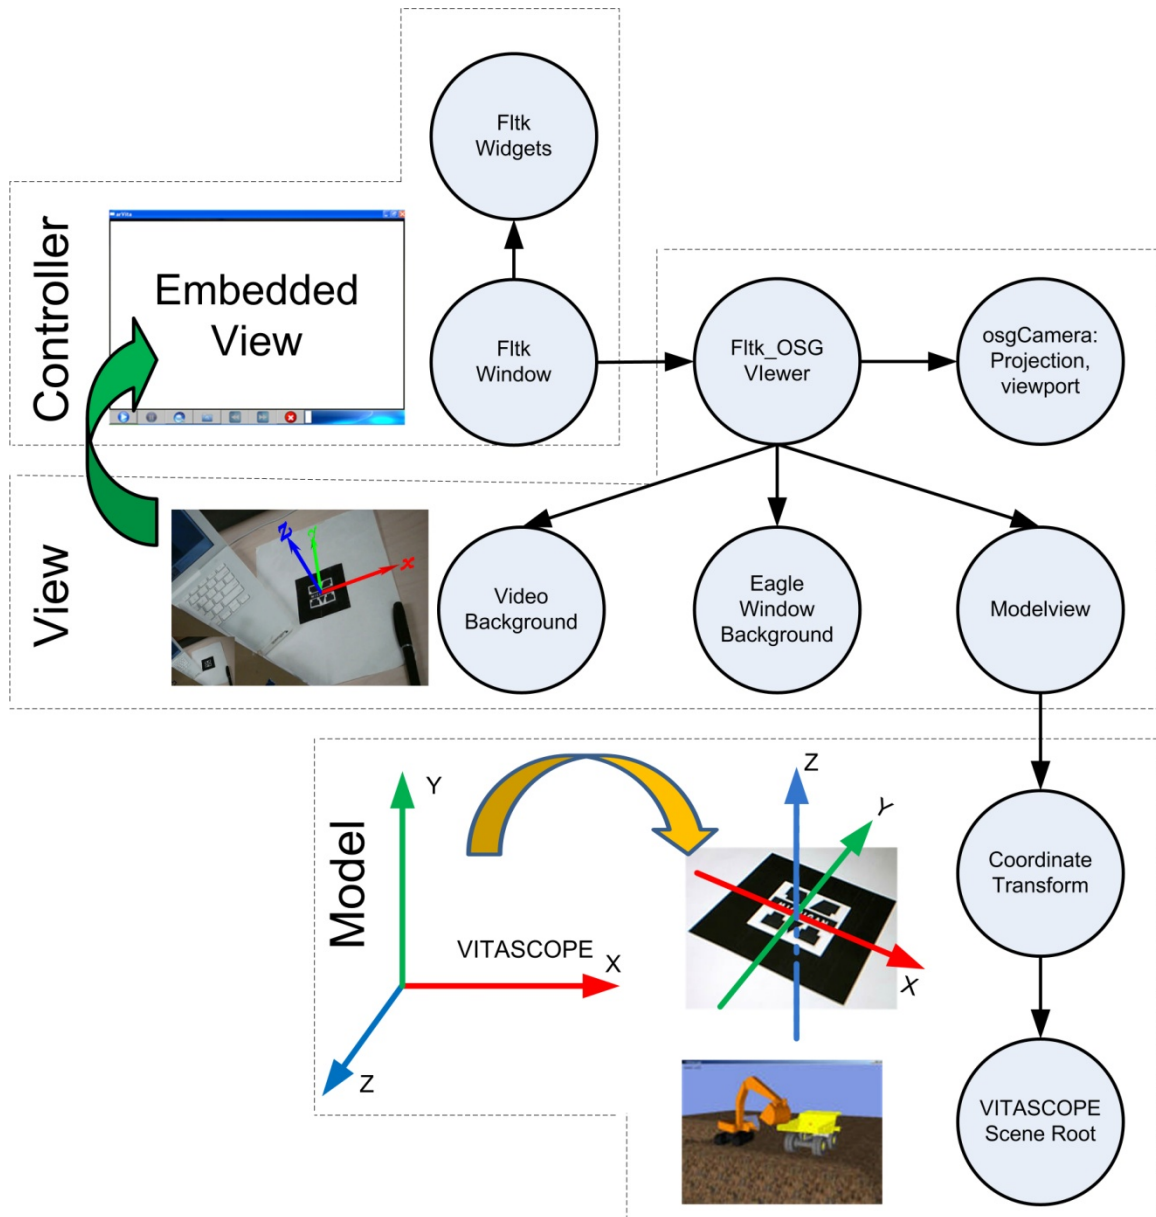 Fltk
Widgets
Controller
arVita
Embedded
View
Fltk
Window
Fltk_OSG
VIewer
osgCamera:
Projection,
viewport
View
Z
Y
x
Video
Background
Eagle
Window
Background
Modelview
Model
Y
VITASCOPE
X
Z
Z
Y
X
Coordinate
Transform
VITASCOPE
Scene Root